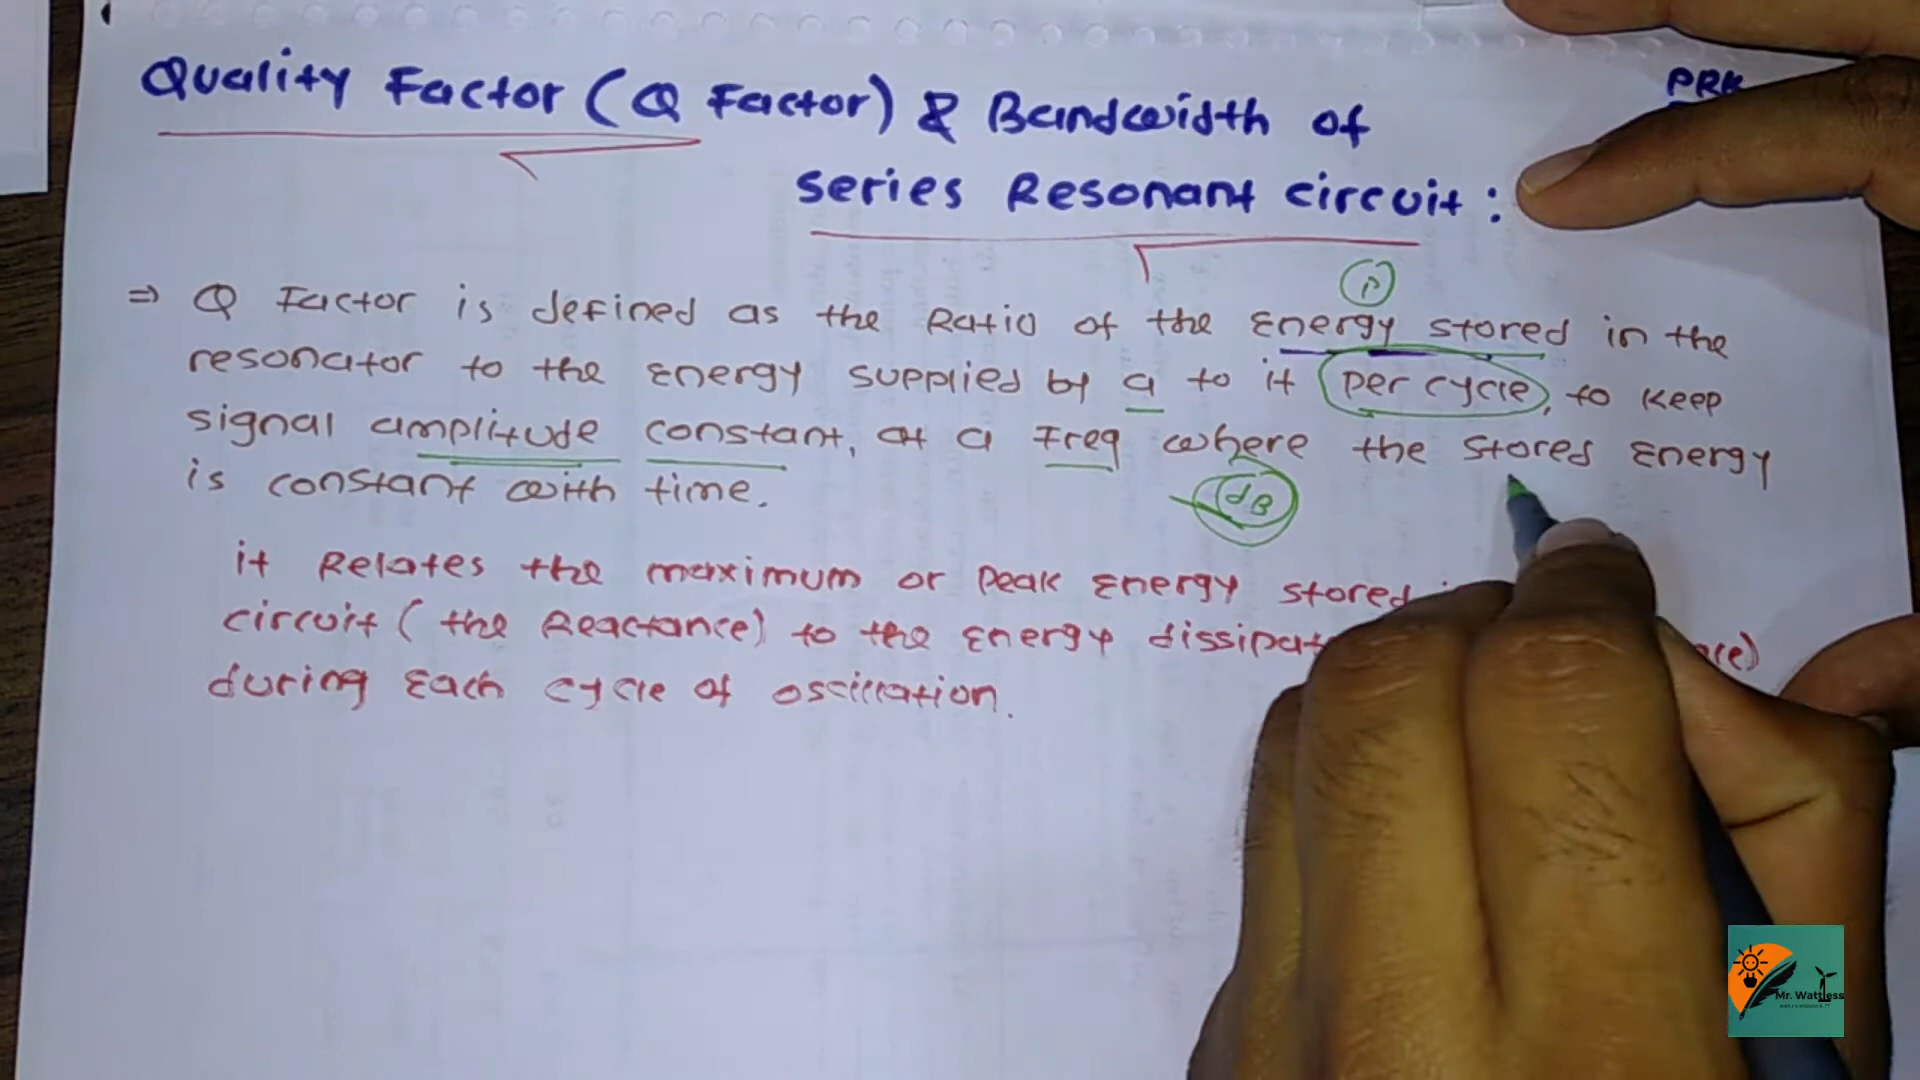 Quality Factor (Q Factor) & Bandwidth of
PRK
Series Resonant circuit :
P
⇒ Q Factor is defined as the Ratio of the Energy stored in the
resonator to the Energy supplied by a to it per cycle, to keep
signal amplitude constant, at a Freq where the stored Energy
is constant with time.
dB
it Relates the maximum or peak Energy stored
circuit ( the Reactance) to the Energy
during Each cycle of oscillation.
Mr. Wattless